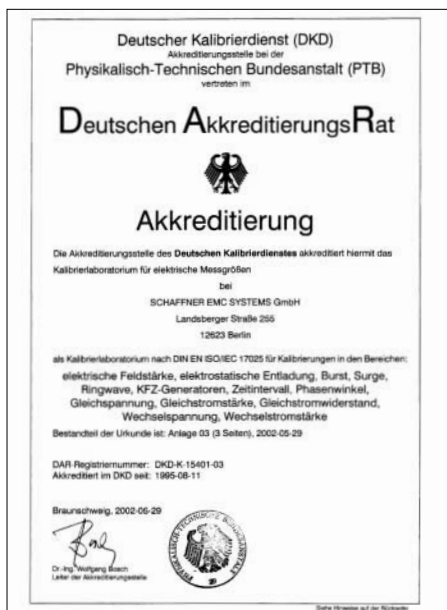 Deutscher Kalibrierdienst (DKD)
Akkreditierungsstelle bei der
Physikalisch-Technischen Bundesanstalt (PTB)
vertreten im
Deutschen AkkreditierungsRat
Akkreditierung
Die Akkreditierungsstelle des Deutschen Kalibrierdienstes akkreditiert hiermit das
Kalibrierlaboratorium für elektrische Messgrößen
bei
SCHAFFNER EMC SYSTEMS GmbH
Landsberger Straße 255
12623 Berlin
als Kalibrierlaboratorium nach DIN EN ISO/IEC 17025 für Kalibrierungen in den Bereichen:
elektrische Feldstärke, elektrostatische Entladung, Burst, Surge,
Ringwave, KFZ-Generatoren, Zeitintervall, Phasenwinkel,
Gleichspannung, Gleichstromstärke, Gleichstromwiderstand,
Wechselspannung, Wechselstromstärke
Bestandteil der Urkunde ist: Anlage 03 (3 Seiten), 2002-05-29
DAR-Registriernummer: DKD-K-15401-03
Akkreditiert im DKD seit: 1995-08-11
Braunschweig, 2002-05-29
Dr.-Ing. Wolfgang Bosch
Leiter der Akkreditierungsstelle
PHYSIKALISCH-TECHNISCHE BUNDESANSTALT
Siehe Hinweise auf der Rückseite